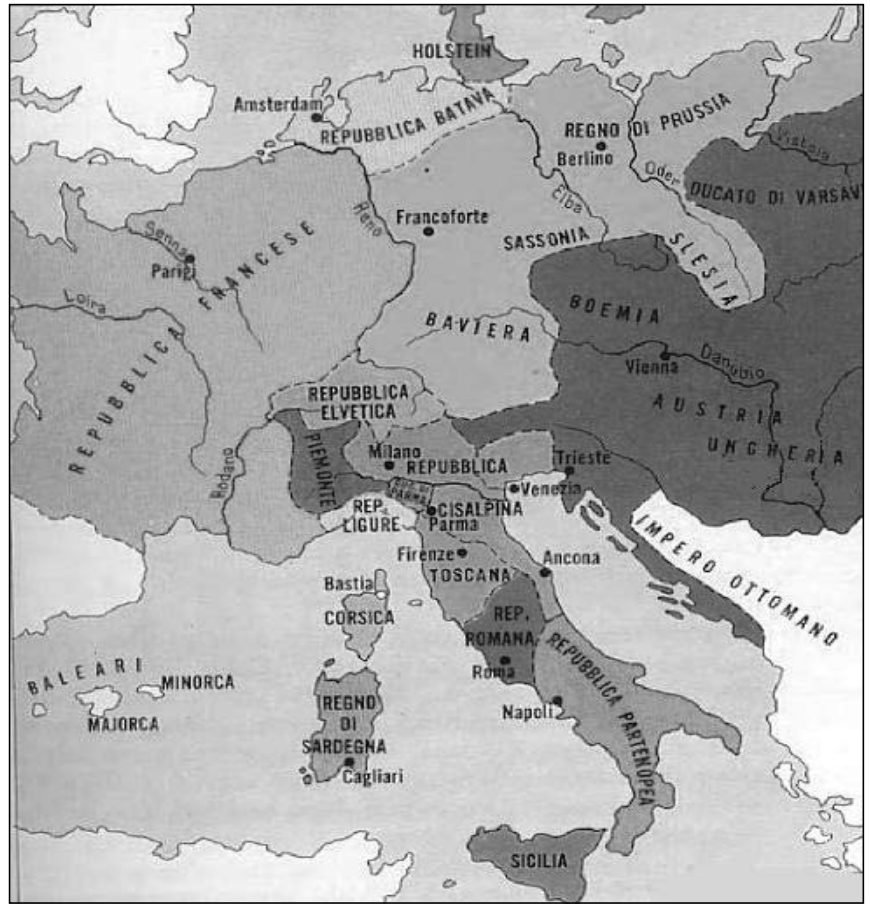 HOLSTEIN
Amsterdam
REPUBBLICA BATAVA
REGNO DI PRUSSIA
Berlino
Vistola
Oder
DUCATO DI VARSAV
Elba
Reno
Francoforte
SASSONIA
SLESIA
Senna
Parigi
REPUBBLICA FRANCESE
Loira
BOEMIA
BAVIERA
Danubio
Vienna
AUSTRIA
UNGHERIA
REPUBBLICA
ELVETICA
PIEMONTE
Milano
REPUBBLICA
CISALPINA
Trieste
Venezia
Rodano
PARMA
Parma
REP.
LIGURE
Firenze
TOSCANA
Ancona
IMPERO OTTOMANO
Bastia
CORSICA
REP.
ROMANA
Roma
REPUBBLICA PARTENOPEA
Napoli
BALEARI
MINORCA
MAJORCA
REGNO
DI
SARDEGNA
Cagliari
SICILIA